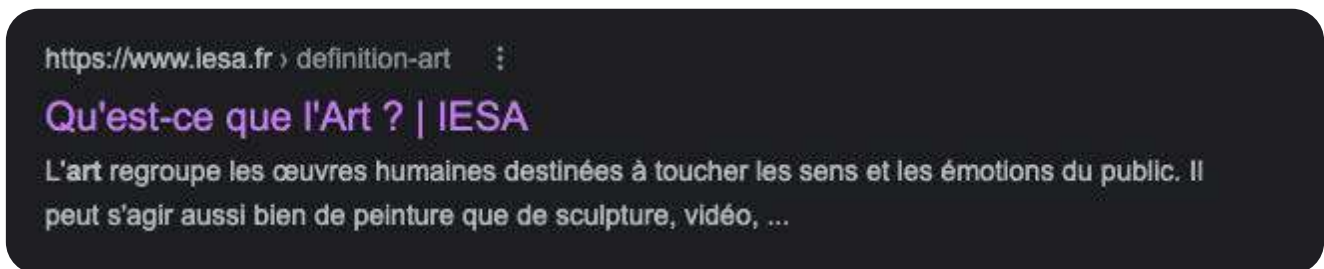 https://www.iesa.fr › definition-art
Qu'est-ce que l'Art ? | IESA
L'art regroupe les œuvres humaines destinées à toucher les sens et les émotions du public. Il
peut s'agir aussi bien de peinture que de sculpture, vidéo, ...